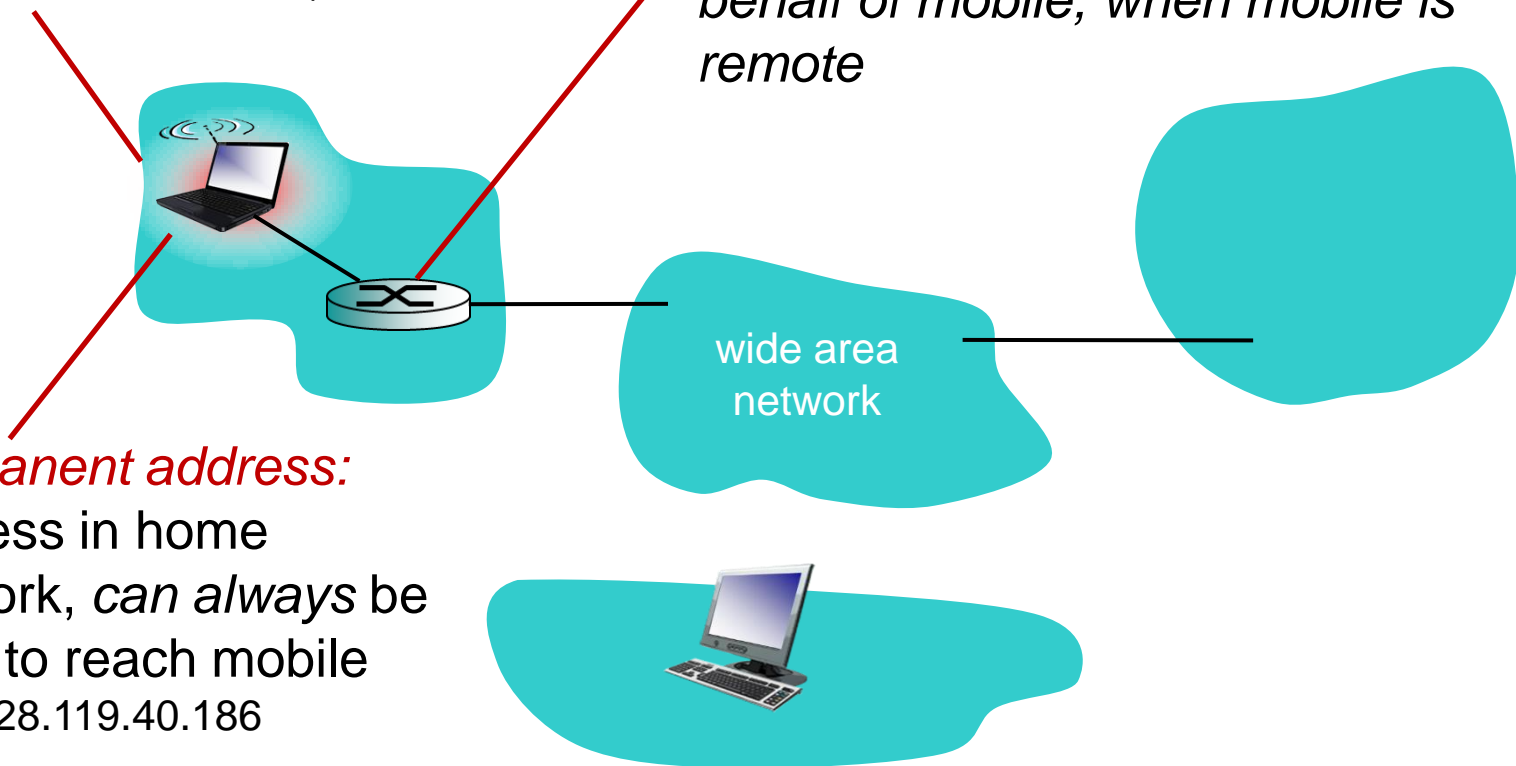 behalf of mobile, when mobile is
remote
wide area
network
anent address:
ess in home
ork, can always be
to reach mobile
28.119.40.186